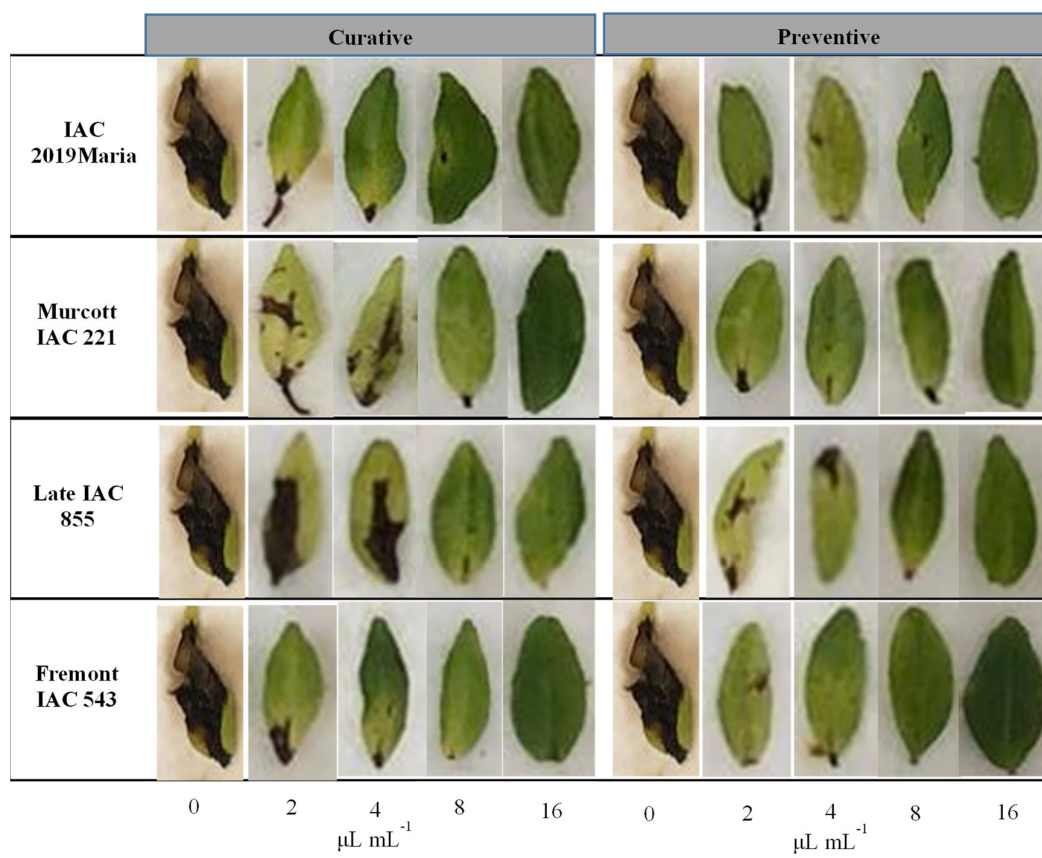 Curative Preventive
IAC
2019Maria
Murcott
IAC 221
Late IAC
855
Fremont
IAC 543
0 2 4 8 16 0 2 4 8 16
μL mL⁻¹ μL mL⁻¹